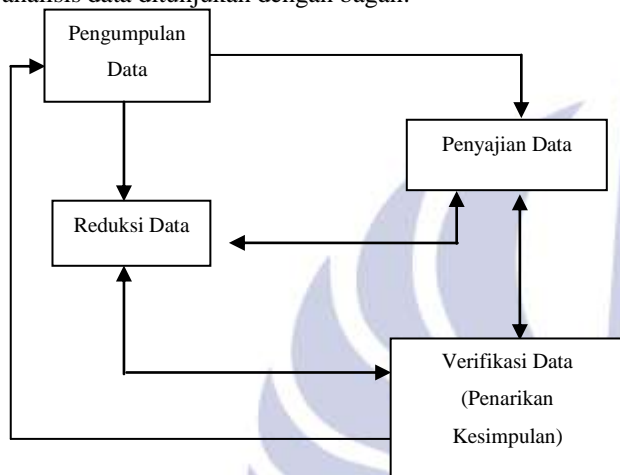 analisis data ditunjukan dengan bagan:
Pengumpulan
Data
Penyajian Data
Reduksi Data
Verifikasi Data
(Penarikan
Kesimpulan)